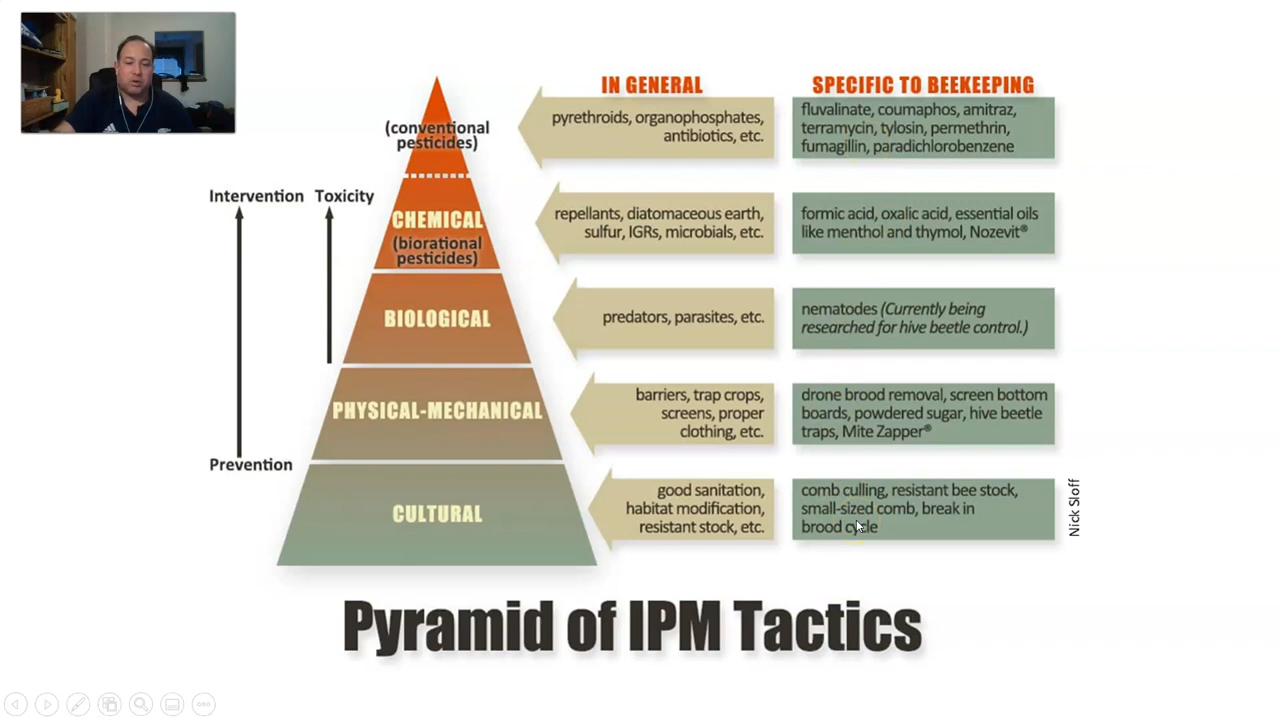 IN GENERAL
SPECIFIC TO BEEKEEPING
(conventional
pesticides)
pyrethroids, organophosphates,
antibiotics, etc.
fluvalinate, coumaphos, amitraz,
terramycin, tylosin, permethrin,
fumagillin, paradichlorobenzene
Intervention
Toxicity
CHEMICAL
(biorational
pesticides)
repellants, diatomaceous earth,
sulfur, IGRs, microbials, etc.
formic acid, oxalic acid, essential oils
like menthol and thymol, Nozevit®
BIOLOGICAL
predators, parasites, etc.
nematodes (Currently being
researched for hive beetle control.)
PHYSICAL-MECHANICAL
barriers, trap crops,
screens, proper
clothing, etc.
drone brood removal, screen bottom
boards, powdered sugar, hive beetle
traps, Mite Zapper®
Prevention
CULTURAL
good sanitation,
habitat modification,
resistant stock, etc.
comb culling, resistant bee stock,
small-sized comb, break in
brood cycle
Nick Sloff
Pyramid of IPM Tactics